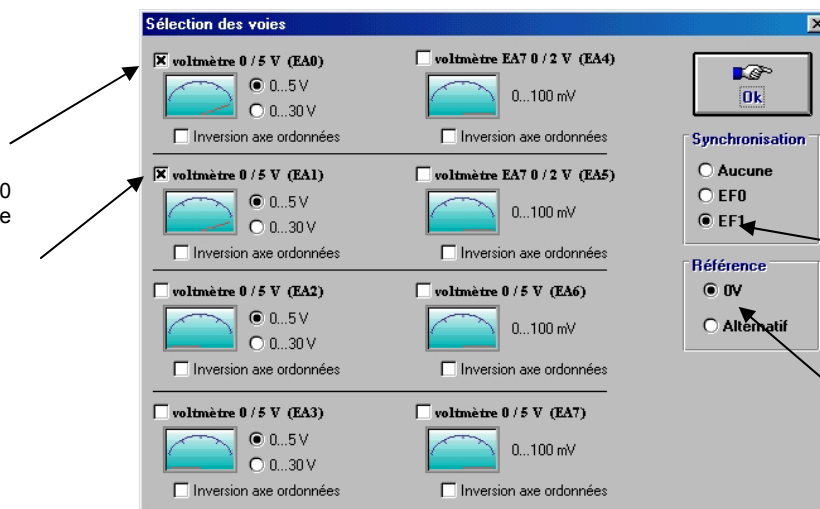 Sélection des voies
voltmètre 0 / 5 V (EA0)
0...5 V
0...30 V
Inversion axe ordonnées
voltmètre 0 / 5 V (EA1)
0...5 V
0...30 V
Inversion axe ordonnées
voltmètre 0 / 5 V (EA2)
0...5 V
0...30 V
Inversion axe ordonnées
voltmètre 0 / 5 V (EA3)
0...5 V
0...30 V
Inversion axe ordonnées
voltmètre EA7 0 / 2 V (EA4)
0...100 mV
Inversion axe ordonnées
voltmètre EA7 0 / 2 V (EA5)
0...100 mV
Inversion axe ordonnées
voltmètre 0 / 5 V (EA6)
0...100 mV
Inversion axe ordonnées
voltmètre 0 / 5 V (EA7)
0...100 mV
Inversion axe ordonnées
Ok
Synchronisation
Aucune
EF0
EF1
Référence
0V
Alternatif
0
e